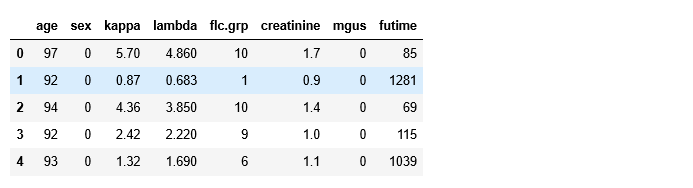 age sex kappa lambda flc.grp creatinine mgus futime
0 97 0 5.70 4.860 10 1.7 0 85
1 92 0 0.87 0.683 1 0.9 0 1281
2 94 0 4.36 3.850 10 1.4 0 69
3 92 0 2.42 2.220 9 1.0 0 115
4 93 0 1.32 1.690 6 1.1 0 1039